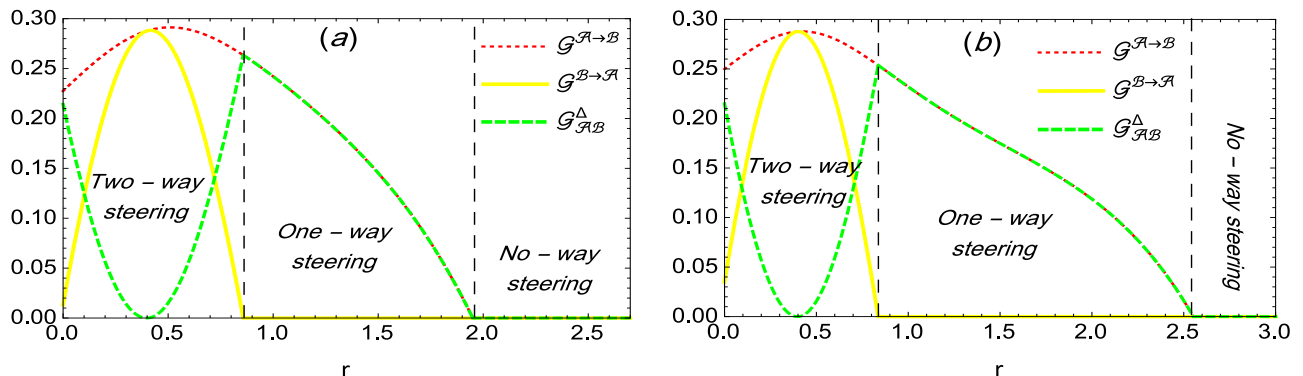 0.30
0.25
0.20
0.15
0.10
0.05
0.00
(a)
𝒢^{𝒜→ℬ}
𝒢^{ℬ→𝒜}
𝒢^Δ_{𝒜ℬ}
Two – way
steering
One – way
steering
No – way
steering
0.0 0.5 1.0 1.5 2.0 2.5
r
0.30
0.25
0.20
0.15
0.10
0.05
0.00
(b)
𝒢^{𝒜→ℬ}
𝒢^{ℬ→𝒜}
𝒢^Δ_{𝒜ℬ}
Two – way
steering
One – way
steering
No – way steering
0.0 0.5 1.0 1.5 2.0 2.5 3.0
r